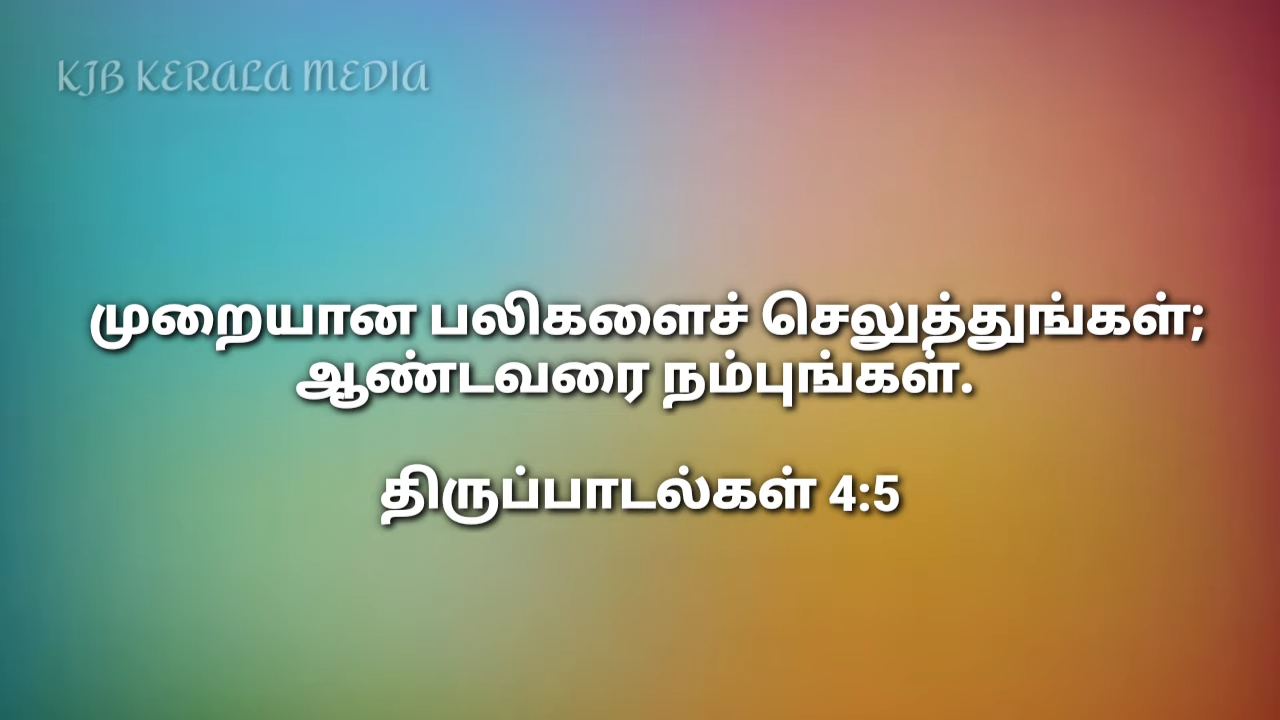 KJB KERALA MEDIA
முறையான பலிகளைச் செலுத்துங்கள்;
ஆண்டவரை நம்புங்கள்.
திருப்பாடல்கள் 4:5